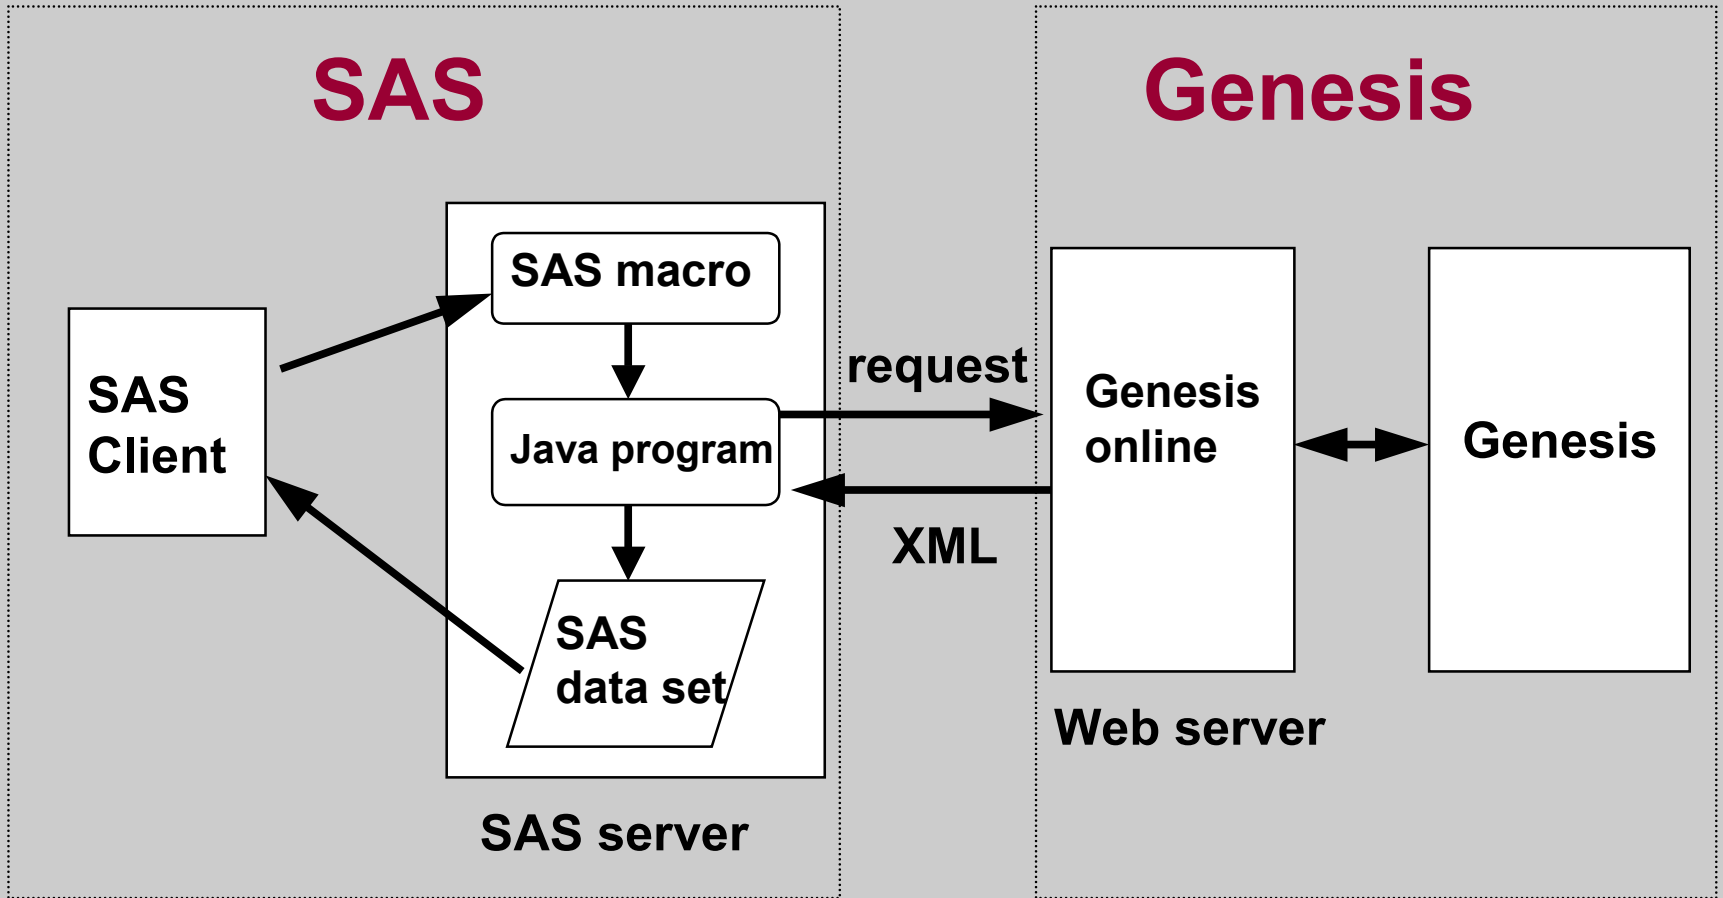 SAS
Genesis
SAS macro
SAS
Client
Java program
SAS
data set
SAS server
request
XML
Genesis
online
Web server
Genesis